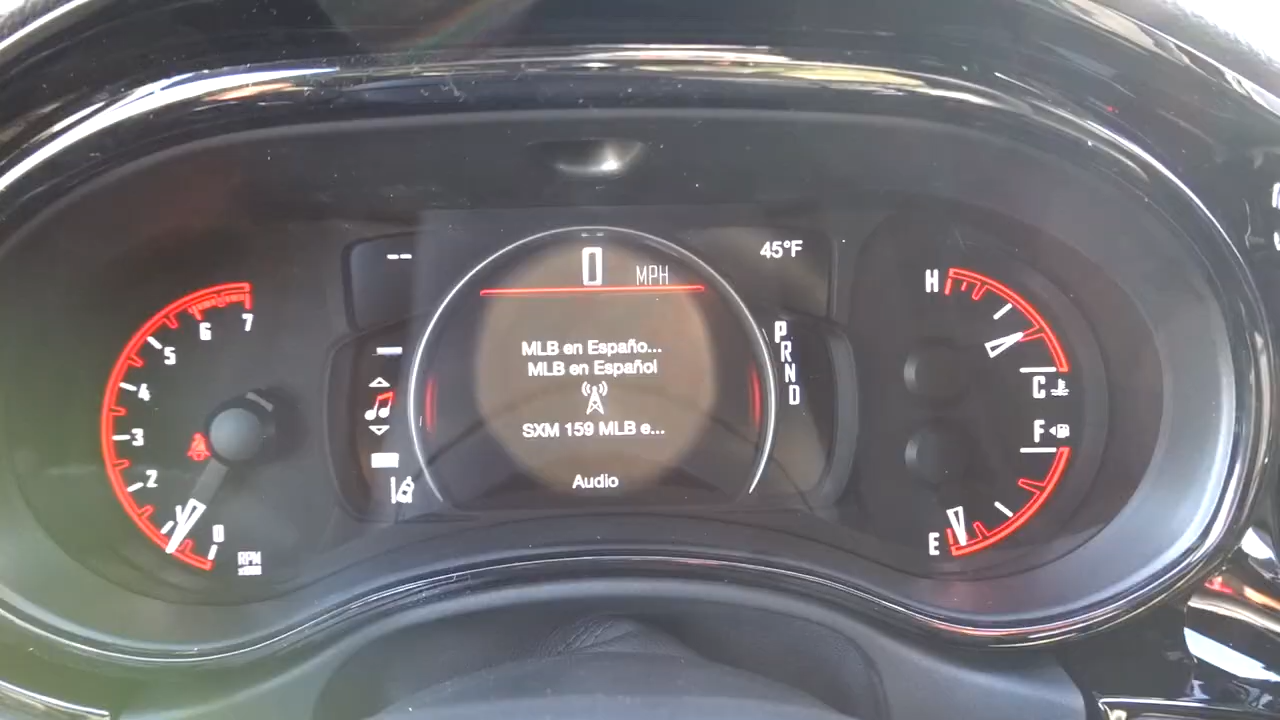 --
45°F
0 MPH
MLB en Españo...
MLB en Español
SXM 159 MLB e...
Audio
P
R
N
D
7
6
5
4
3
2
1
0
RPM
H
C
F
E